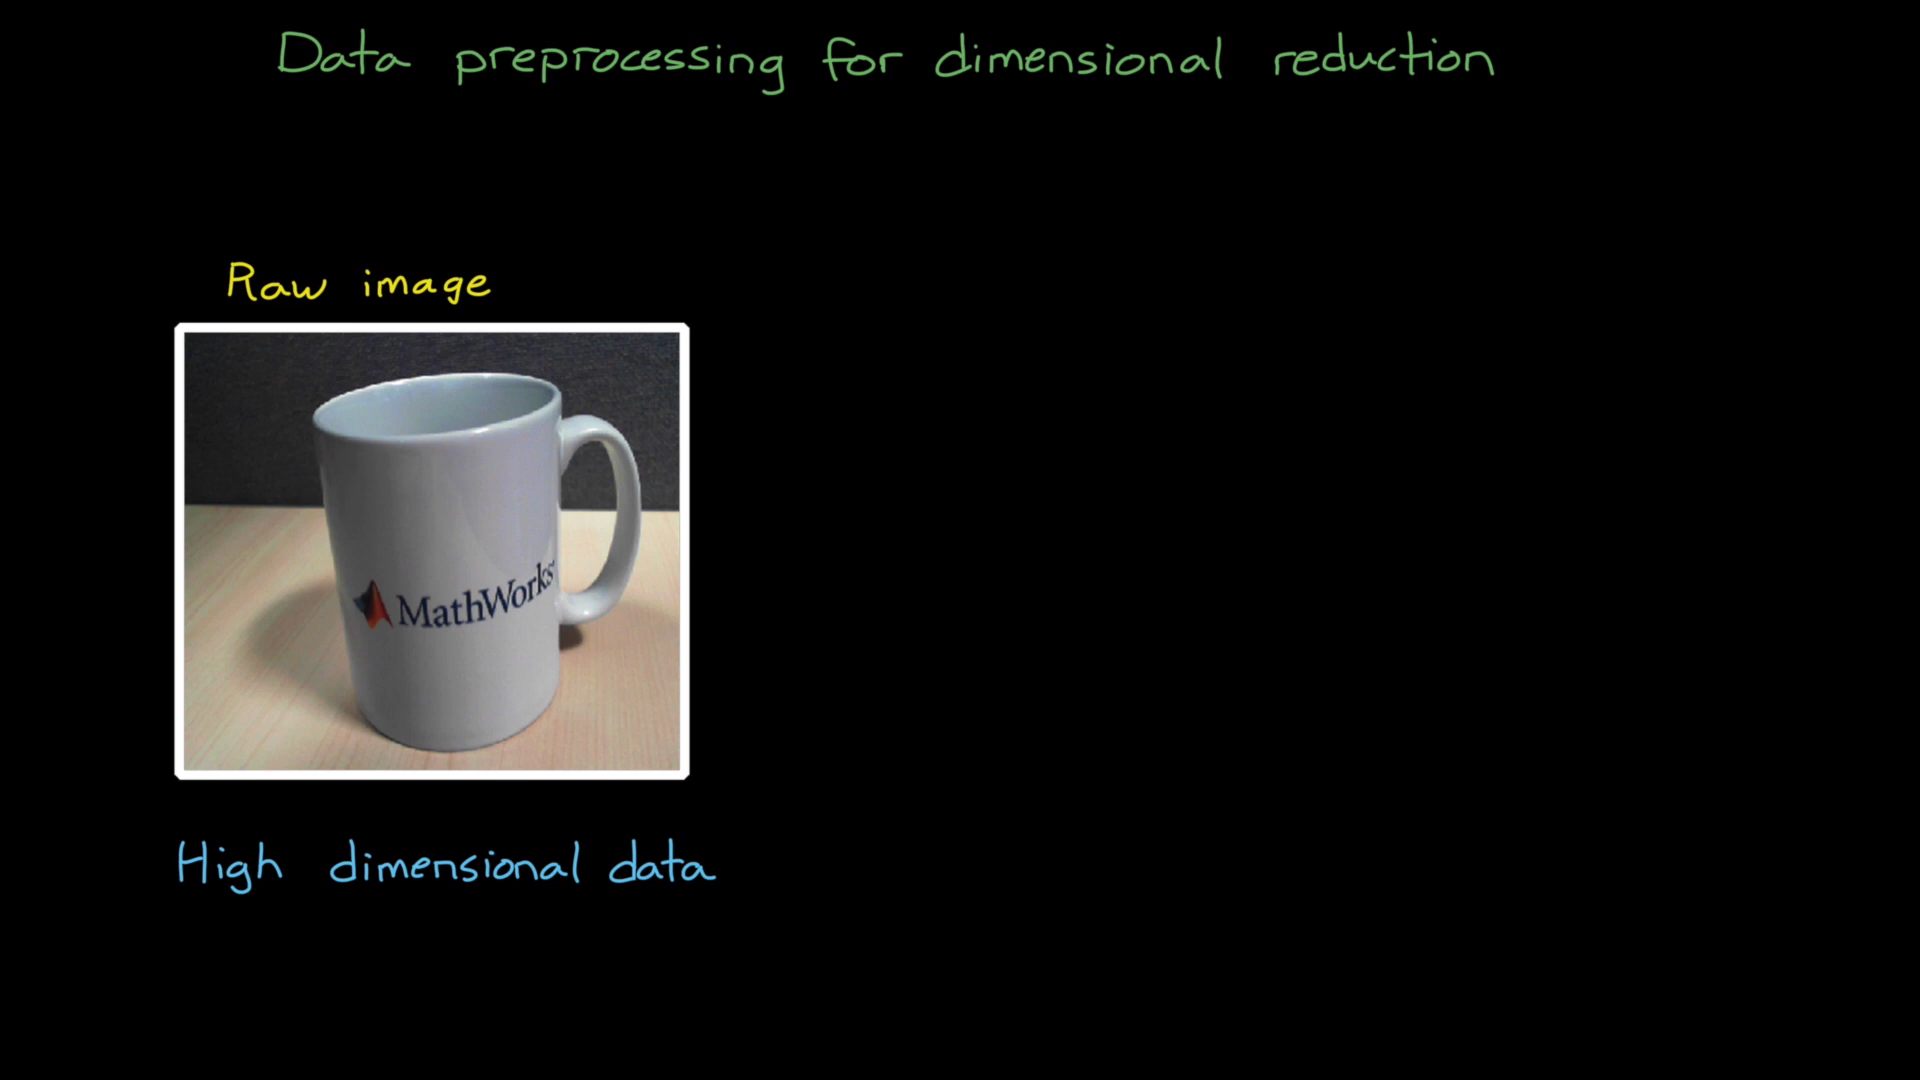 Data preprocessing for dimensional reduction
Raw image
MathWorks
High dimensional data